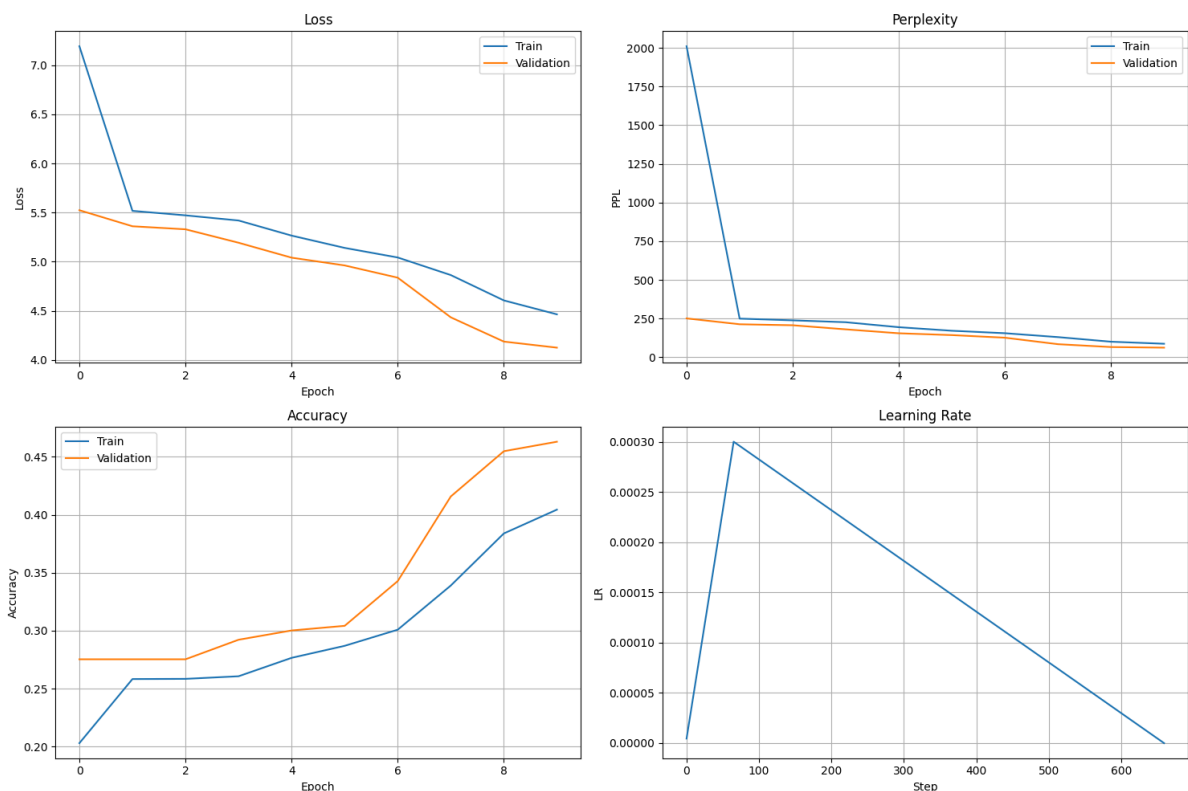 Loss
Train
Validation
7.0
6.5
6.0
5.5
5.0
4.5
4.0
Loss
0 2 4 6 8
Epoch
Perplexity
Train
Validation
2000
1750
1500
1250
1000
750
500
250
0
PPL
0 2 4 6 8
Epoch
Accuracy
Train
Validation
0.45
0.40
0.35
0.30
0.25
0.20
Accuracy
0 2 4 6 8
Epoch
Learning Rate
0.00030
0.00025
0.00020
0.00015
0.00010
0.00005
0.00000
LR
0 100 200 300 400 500 600
Step